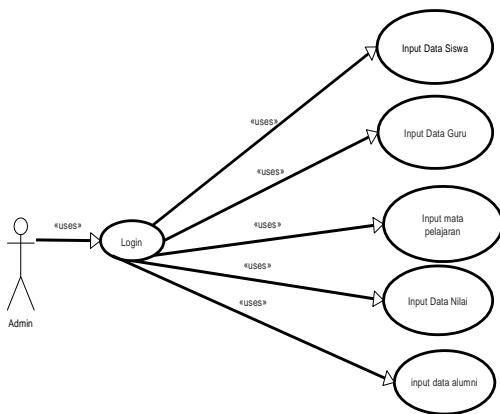 Input Data Siswa
«uses»
Input Data Guru
«uses»
«uses»
Login
«uses»
Input mata
pelajaran
«uses»
Input Data Nilai
«uses»
Admin
input data alumni